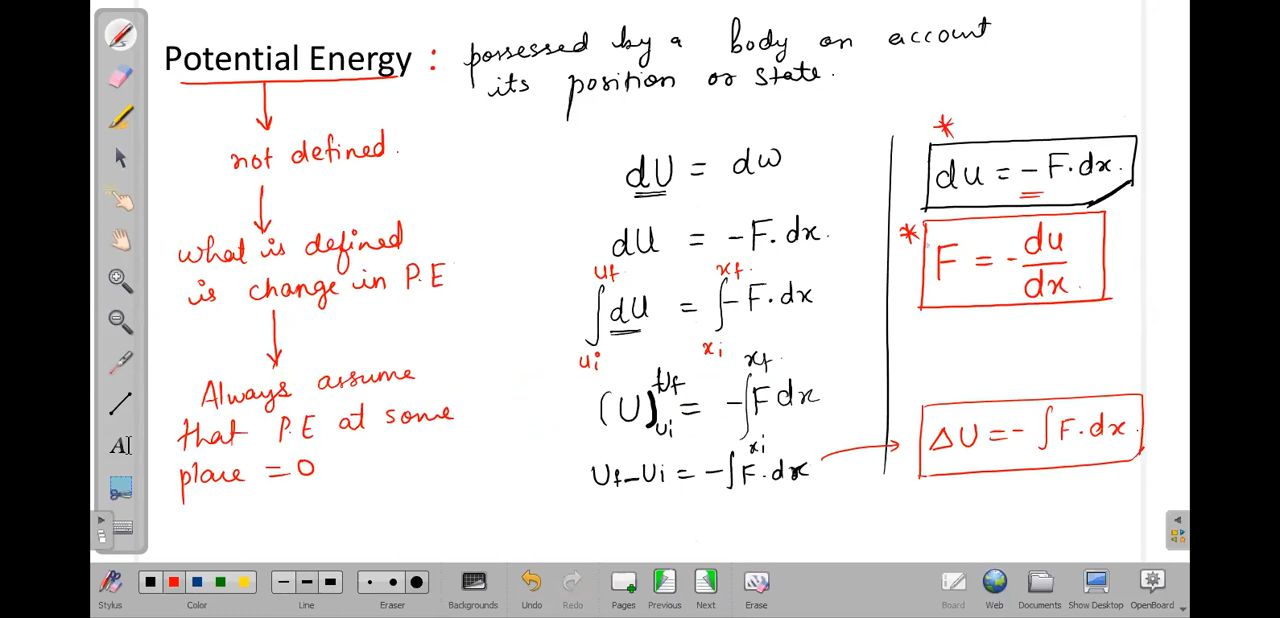 Potential Energy : possessed by a body on account
its position or state.
not defined.
what is defined
is change in P.E
Always assume
that P.E at some
plane = 0
dU = dw
dU = -F.dx.
∫ dU = ∫ -F.dx
uf xf.
ui xi
(U) = -∫ F dx
Uf xf.
ui xi
Uf-Ui = -∫F.dx
*
du = -F.dx.
* F = -du/dx.
ΔU = -∫F.dx.
Stylus Color Line Eraser Backgrounds Undo Redo Pages Previous Next Erase Board Web Documents Show Desktop OpenBoard